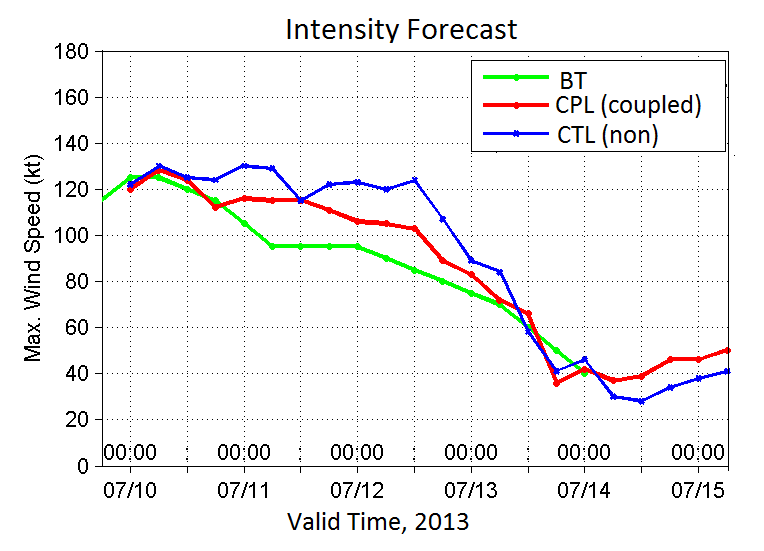 Intensity Forecast
BT
CPL (coupled)
CTL (non)
Max. Wind Speed (kt)
180
160
140
120
100
80
60
40
20
0
00:00 00:00 00:00 00:00 00:00 00:00
07/10 07/11 07/12 07/13 07/14 07/15
Valid Time, 2013